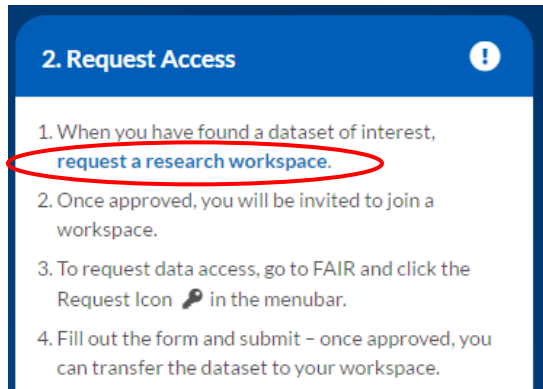 2. Request Access
1. When you have found a dataset of interest,
request a research workspace.
2. Once approved, you will be invited to join a
workspace.
3. To request data access, go to FAIR and click the
Request Icon in the menubar.
4. Fill out the form and submit – once approved, you
can transfer the dataset to your workspace.